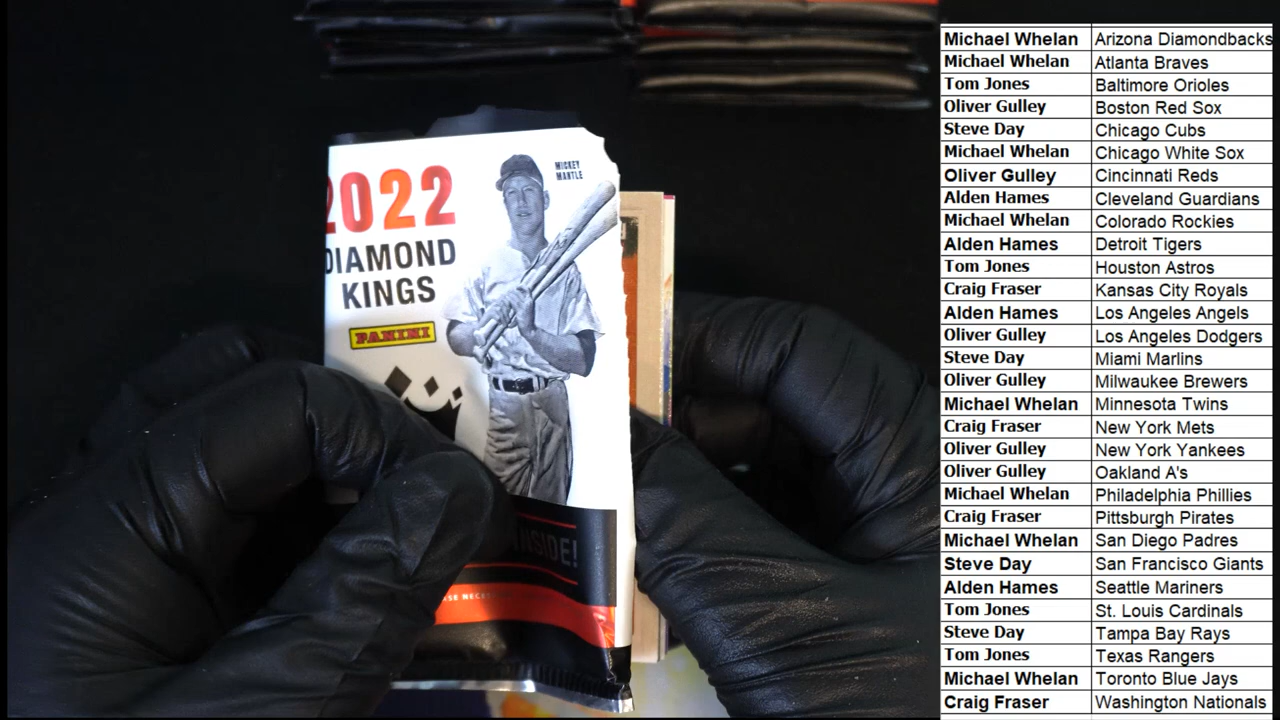 MICKEY
MANTLE
2022
DIAMOND
KINGS
PANINI
INSIDE!
Michael Whelan Arizona Diamondbacks
Michael Whelan Atlanta Braves
Tom Jones Baltimore Orioles
Oliver Gulley Boston Red Sox
Steve Day Chicago Cubs
Michael Whelan Chicago White Sox
Oliver Gulley Cincinnati Reds
Alden Hames Cleveland Guardians
Michael Whelan Colorado Rockies
Alden Hames Detroit Tigers
Tom Jones Houston Astros
Craig Fraser Kansas City Royals
Alden Hames Los Angeles Angels
Oliver Gulley Los Angeles Dodgers
Steve Day Miami Marlins
Oliver Gulley Milwaukee Brewers
Michael Whelan Minnesota Twins
Craig Fraser New York Mets
Oliver Gulley New York Yankees
Oliver Gulley Oakland A's
Michael Whelan Philadelphia Phillies
Craig Fraser Pittsburgh Pirates
Michael Whelan San Diego Padres
Steve Day San Francisco Giants
Alden Hames Seattle Mariners
Tom Jones St. Louis Cardinals
Steve Day Tampa Bay Rays
Tom Jones Texas Rangers
Michael Whelan Toronto Blue Jays
Craig Fraser Washington Nationals